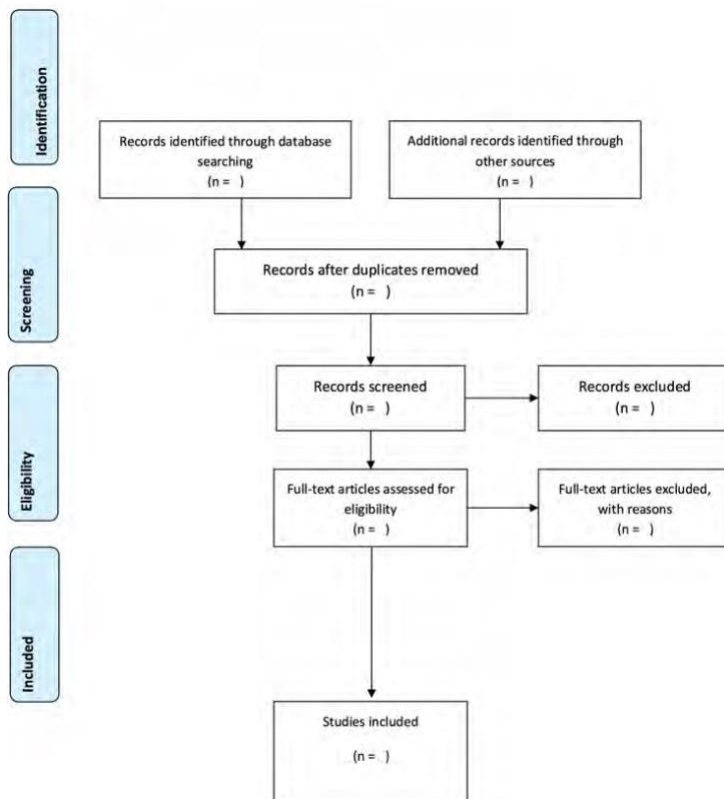 Identification
Records identified through database
searching
(n =   )
Additional records identified through
other sources
(n =   )
Screening
Records after duplicates removed
(n =   )
Eligibility
Records screened
(n =   )
Records excluded
(n =   )
Full-text articles assessed for
eligibility
(n =   )
Full-text articles excluded,
with reasons
(n =   )
Included
Studies included
(n =   )